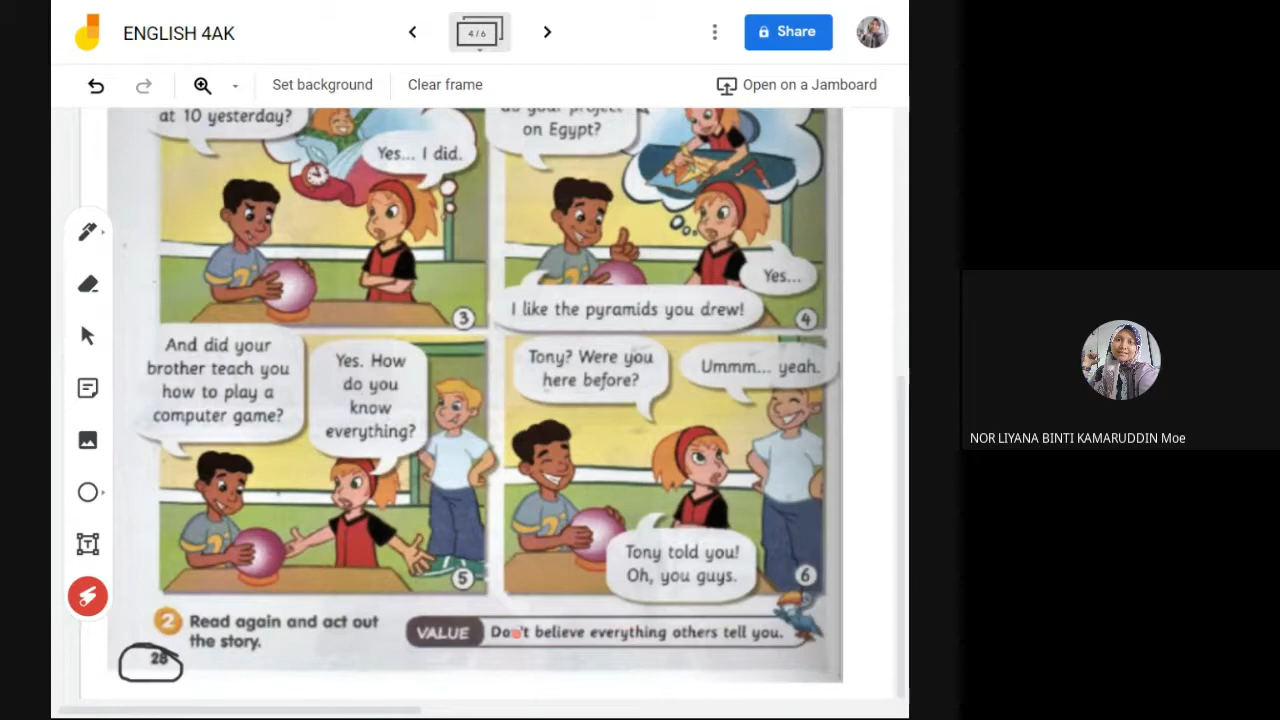 ENGLISH 4AK
4 / 6
Share
Set background
Clear frame
Open on a Jamboard
at 10 yesterday?
Yes... I did.
3
do your project
on Egypt?
Yes...
I like the pyramids you drew!
4
And did your
brother teach you
how to play a
computer game?
Yes. How
do you
know
everything?
5
Tony? Were you
here before?
Ummm... yeah.
Tony told you!
Oh, you guys.
6
2 Read again and act out
the story.
VALUE Don't believe everything others tell you.
28
NOR LIYANA BINTI KAMARUDDIN Moe